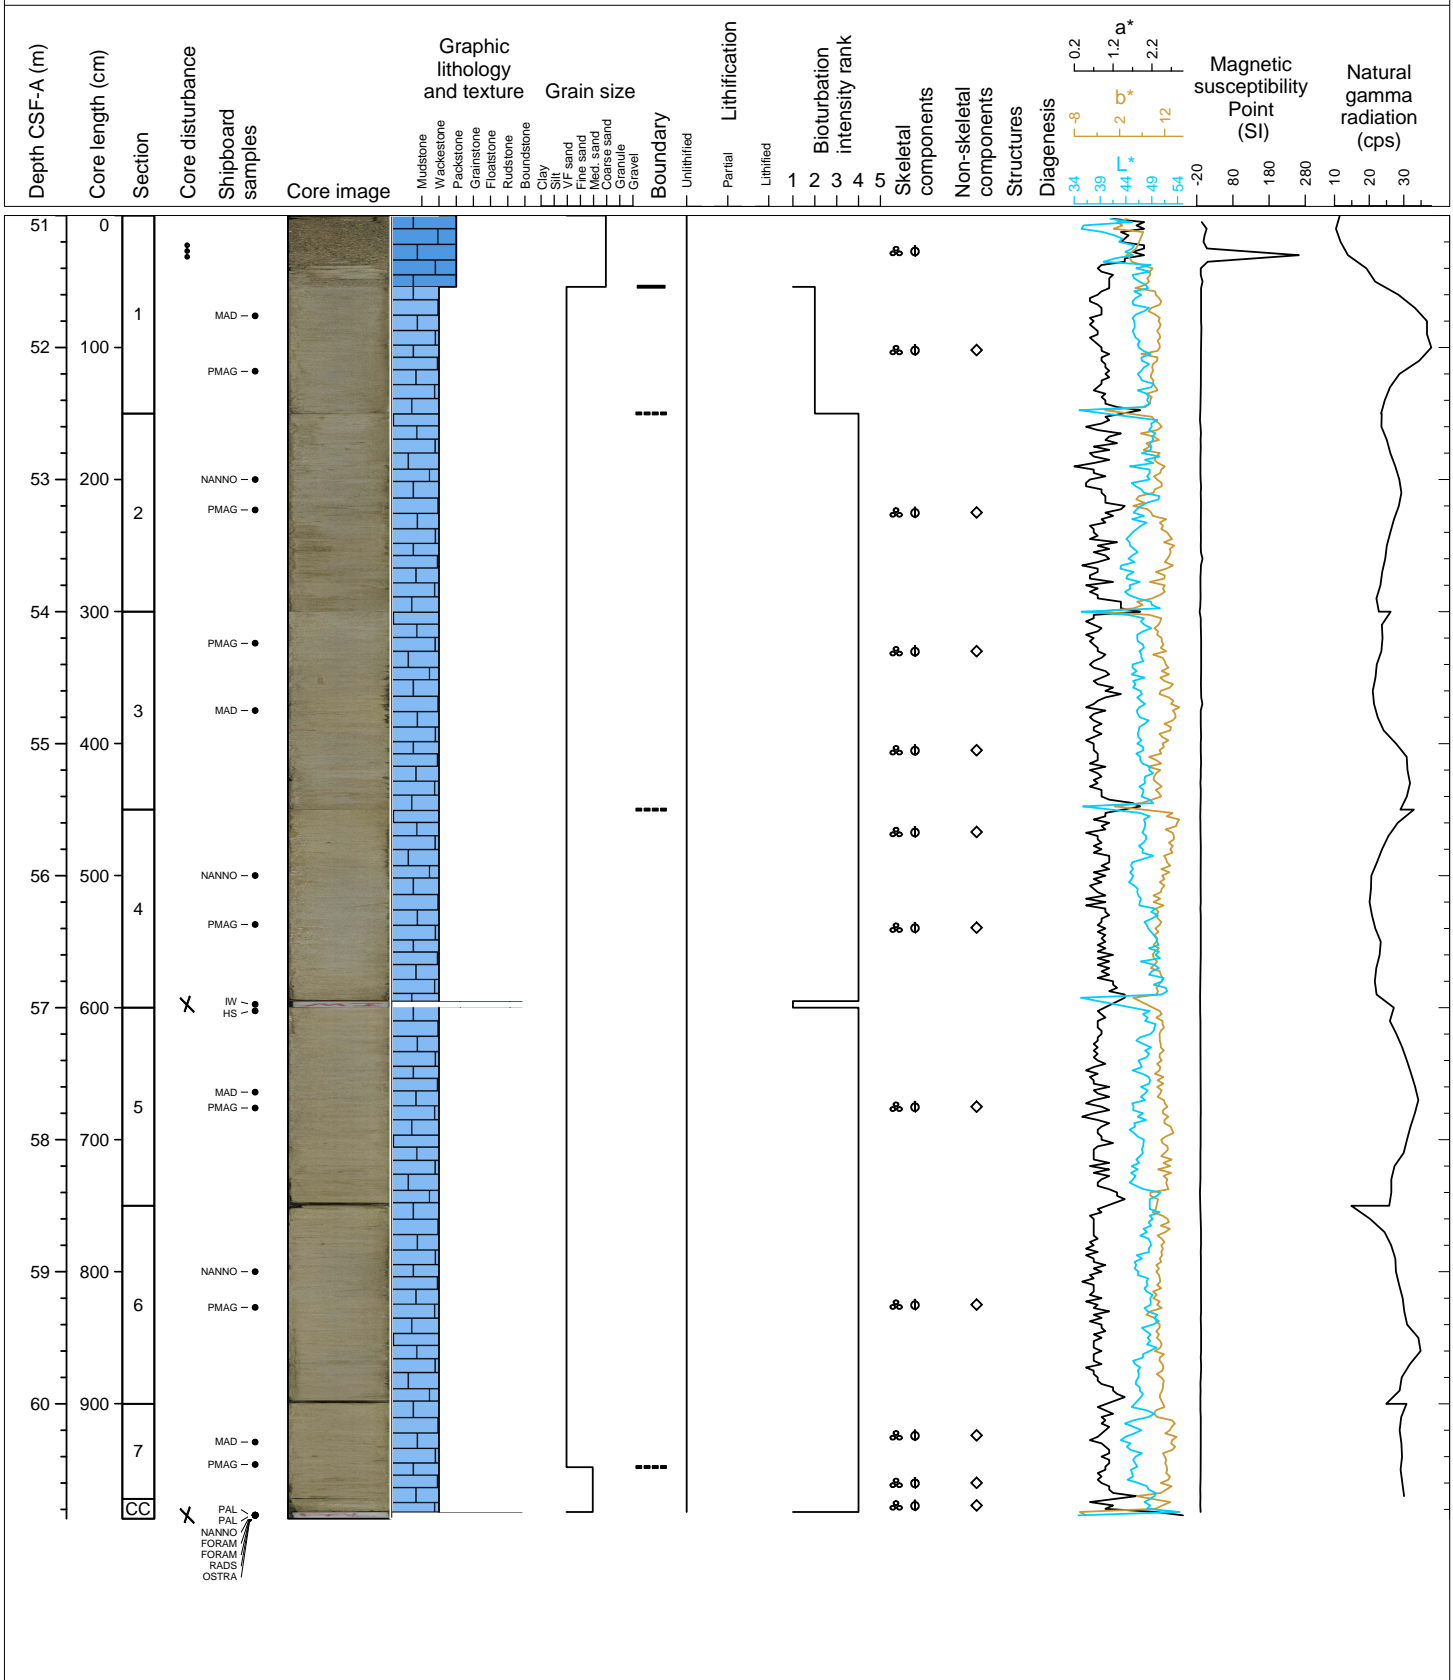 Depth CSF-A (m)
Core length (cm)
Section
Core disturbance
Shipboard
samples
Core image
Graphic
lithology
and texture
Mudstone
Wackestone
Packstone
Grainstone
Floatstone
Rudstone
Boundstone
Grain size
Clay
Silt
VF sand
Fine sand
Med. sand
Coarse sand
Granule
Gravel
Boundary
Lithification
Unlithified
Partial
Lithified
Bioturbation
intensity rank
1 2 3 4 5
Skeletal
components
Non-skeletal
components
Structures
Diagenesis
a*
0.2 1.2 2.2
b*
-8 2 12
L*
34 39 44 49 54
Magnetic
susceptibility
Point
(SI)
-20 80 180 280
Natural
gamma
radiation
(cps)
10 20 30
51 0
1
MAD
52 100
PMAG
NANNO
53 200
2
PMAG
54 300
PMAG
3
MAD
55 400
NANNO
56 500
4
PMAG
IW
57 600
HS
MAD
5
PMAG
58 700
NANNO
59 800
6
PMAG
60 900
MAD
7
PMAG
CC
PAL
PAL
NANNO
FORAM
FORAM
RADS
OSTRA